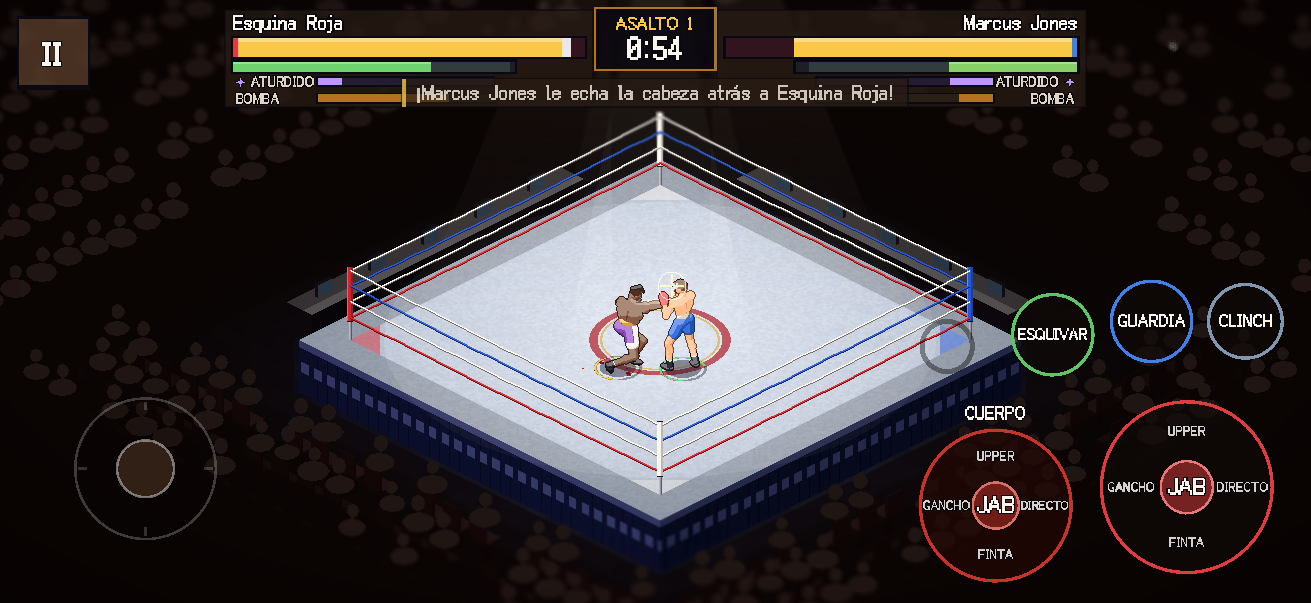 II
Esquina Roja
ASALTO 1
0:54
Marcus Jones
ATURDIDO
BOMBA
ATURDIDO
BOMBA
¡Marcus Jones le echa la cabeza atrás a Esquina Roja!
ESQUIVAR
GUARDIA
CLINCH
CUERPO
UPPER
GANCHO JAB DIRECTO
FINTA
UPPER
GANCHO JAB DIRECTO
FINTA